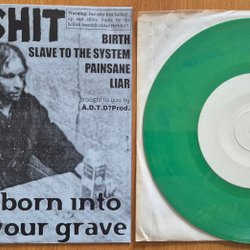 SHIT
BIRTH
SLAVE TO THE SYSTEM
PAINSANE
LIAR
brought to you by
A.D.T.D?Prod.
born into
your grave